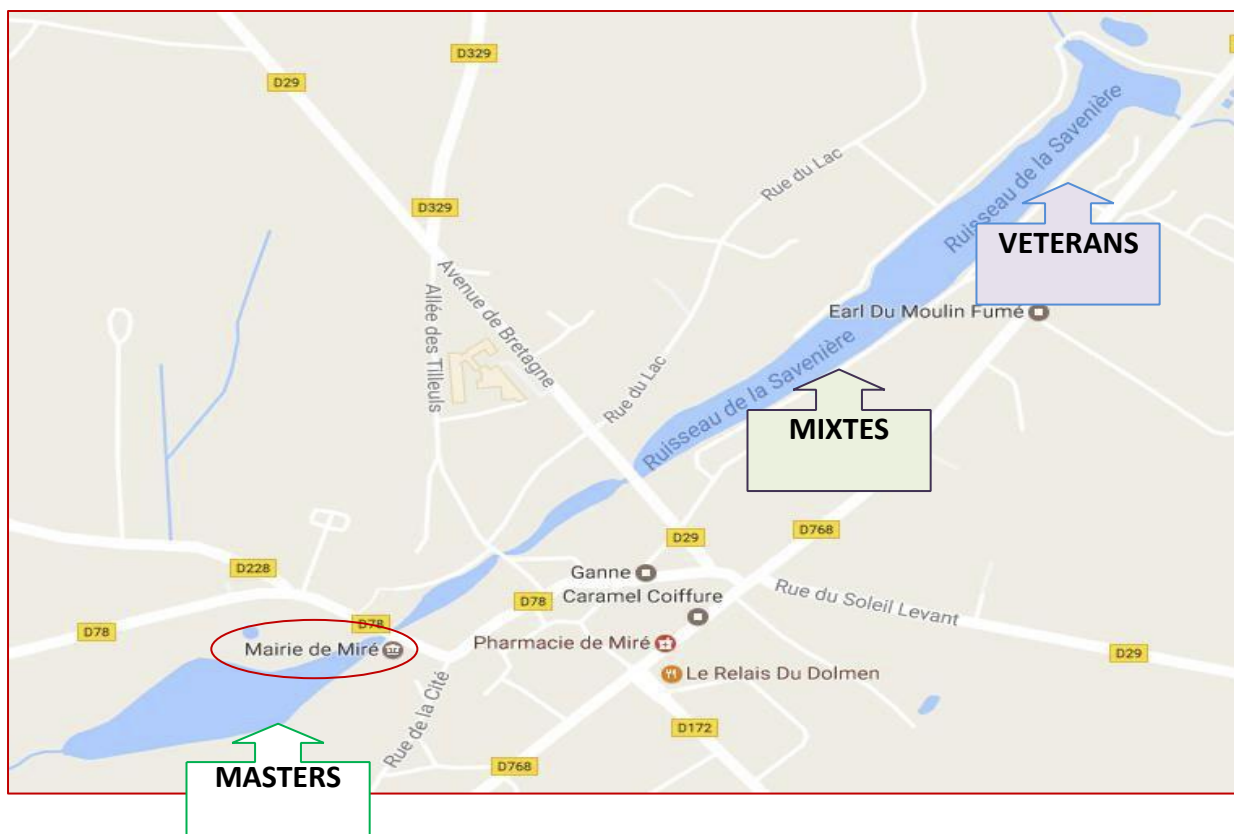 D329
D29
D329
Rue du Lac
Ruisseau de la Savenière
VETERANS
Avenue de Bretagne
Allée des Tilleuls
Earl Du Moulin Fumé
Rue du Lac
Ruisseau de la Savenière
MIXTES
D768
D29
D228
Ganne
Caramel Coiffure
D78
Rue du Soleil Levant
D78
D78
Mairie de Miré
Pharmacie de Miré
D29
Le Relais Du Dolmen
Rue de la Cité
D172
D768
MASTERS